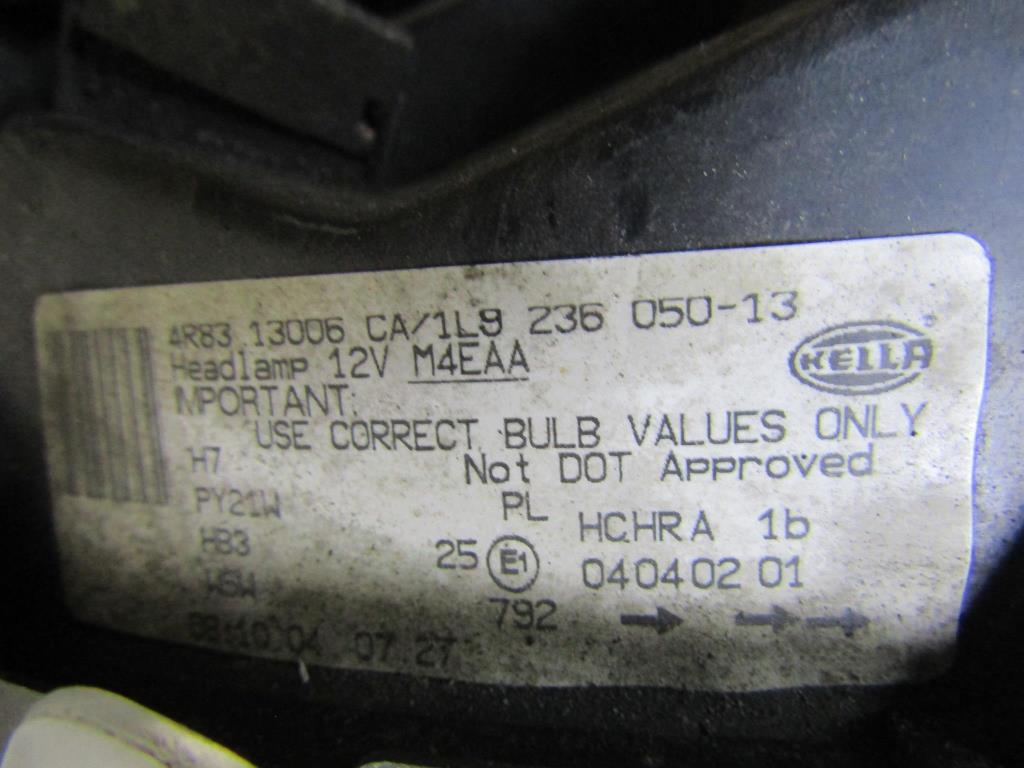 4R83 13006 CA/1L9 236 050-13
HELLA
Headlamp 12V M4EAA
IMPORTANT:
USE CORRECT BULB VALUES ONLY
H7 Not DOT Approved
PY21W PL HCHRA 1b
HB3 25 E1 040402 01
W5W 792
10 04 07 27